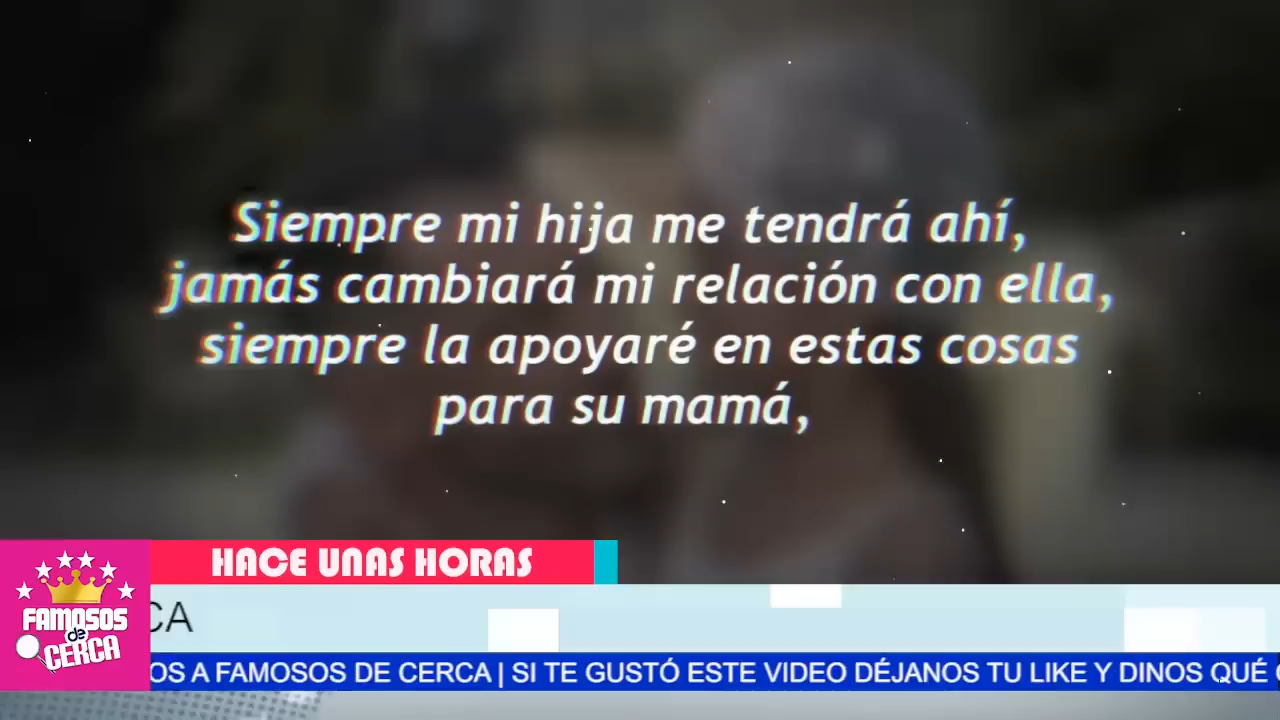 Siempre mi hija me tendrá ahí,
jamás cambiará mi relación con ella,
siempre la apoyaré en estas cosas
para su mamá,
HACE UNAS HORAS
FAMOSOS
de
CERCA
CA
OS A FAMOSOS DE CERCA | SI TE GUSTÓ ESTE VIDEO DÉJANOS TU LIKE Y DINOS QUÉ